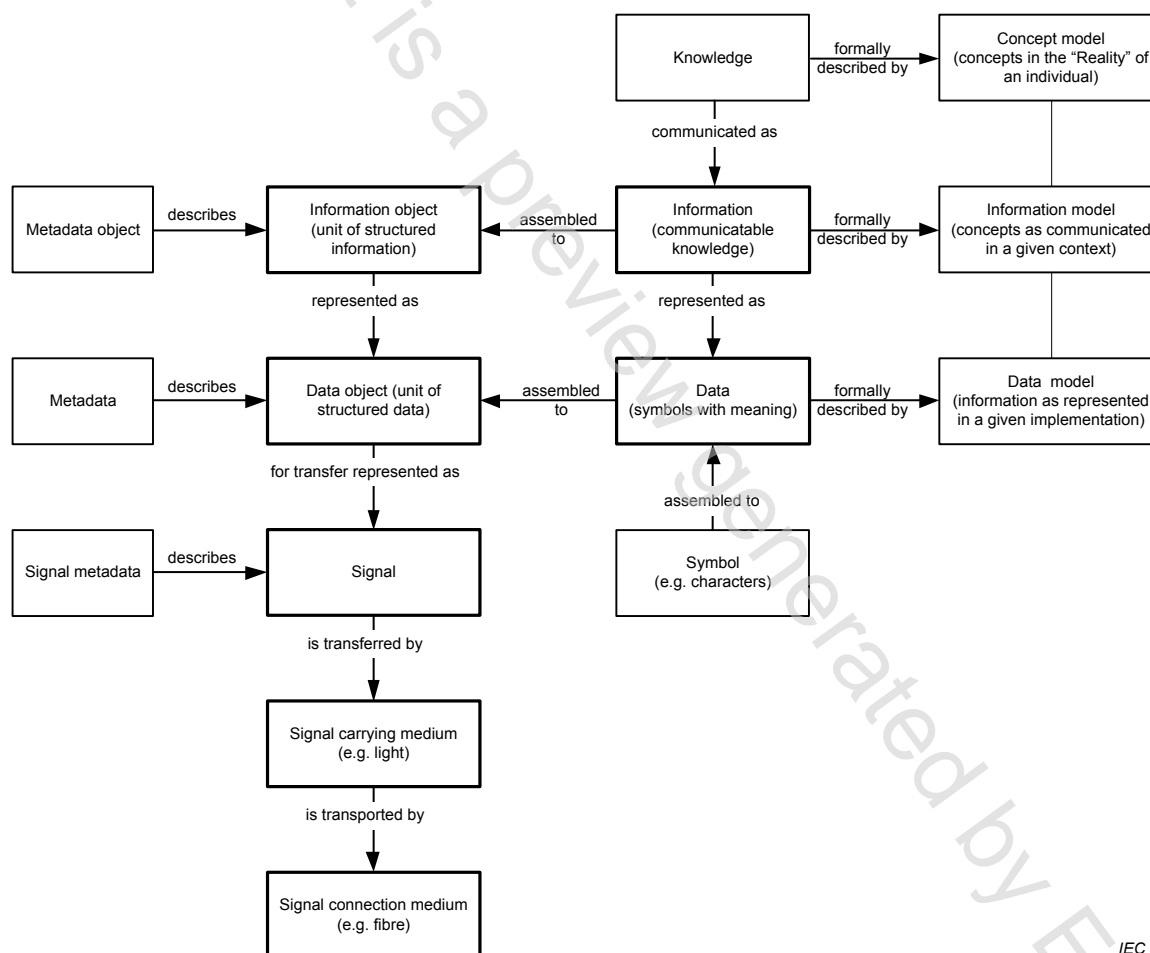 Knowledge
formally
described by
Concept model
(concepts in the “Reality” of
an individual)
communicated as
Metadada object
describes
Information object
(unit of structured
information)
assembled
to
Information
(communicatable
knowledge)
formally
described by
Information model
(concepts as communicated
in a given context)
represented as
represented as
Metadata
describes
Data object (unit of
structured data)
assembled
to
Data
(symbols with meaning)
formally
described by
Data model
(information as represented
in a given implementation)
for transfer represented as
assembled to
Signal metadata
describes
Signal
Symbol
(e.g. characters)
is transferred by
Signal carrying medium
(e.g. light)
is transported by
Signal connection medium
(e.g. fibre)
IEC
is a preview generated by E